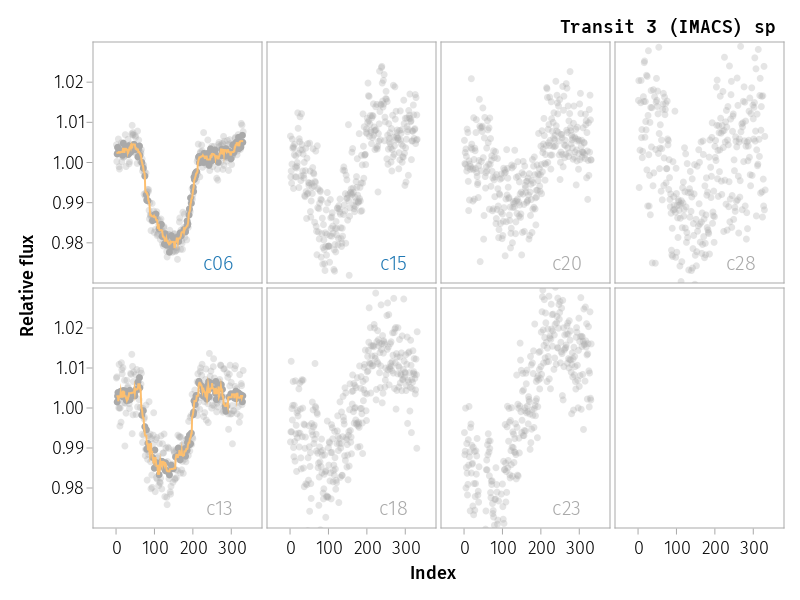 Transit 3 (IMACS) sp
Relative flux
1.02
1.01
1.00
0.99
0.98
c06
c15
c20
c28
1.02
1.01
1.00
0.99
0.98
c13
c18
c23
0 100 200 300 0 100 200 300 0 100 200 300 0 100 200 300
Index